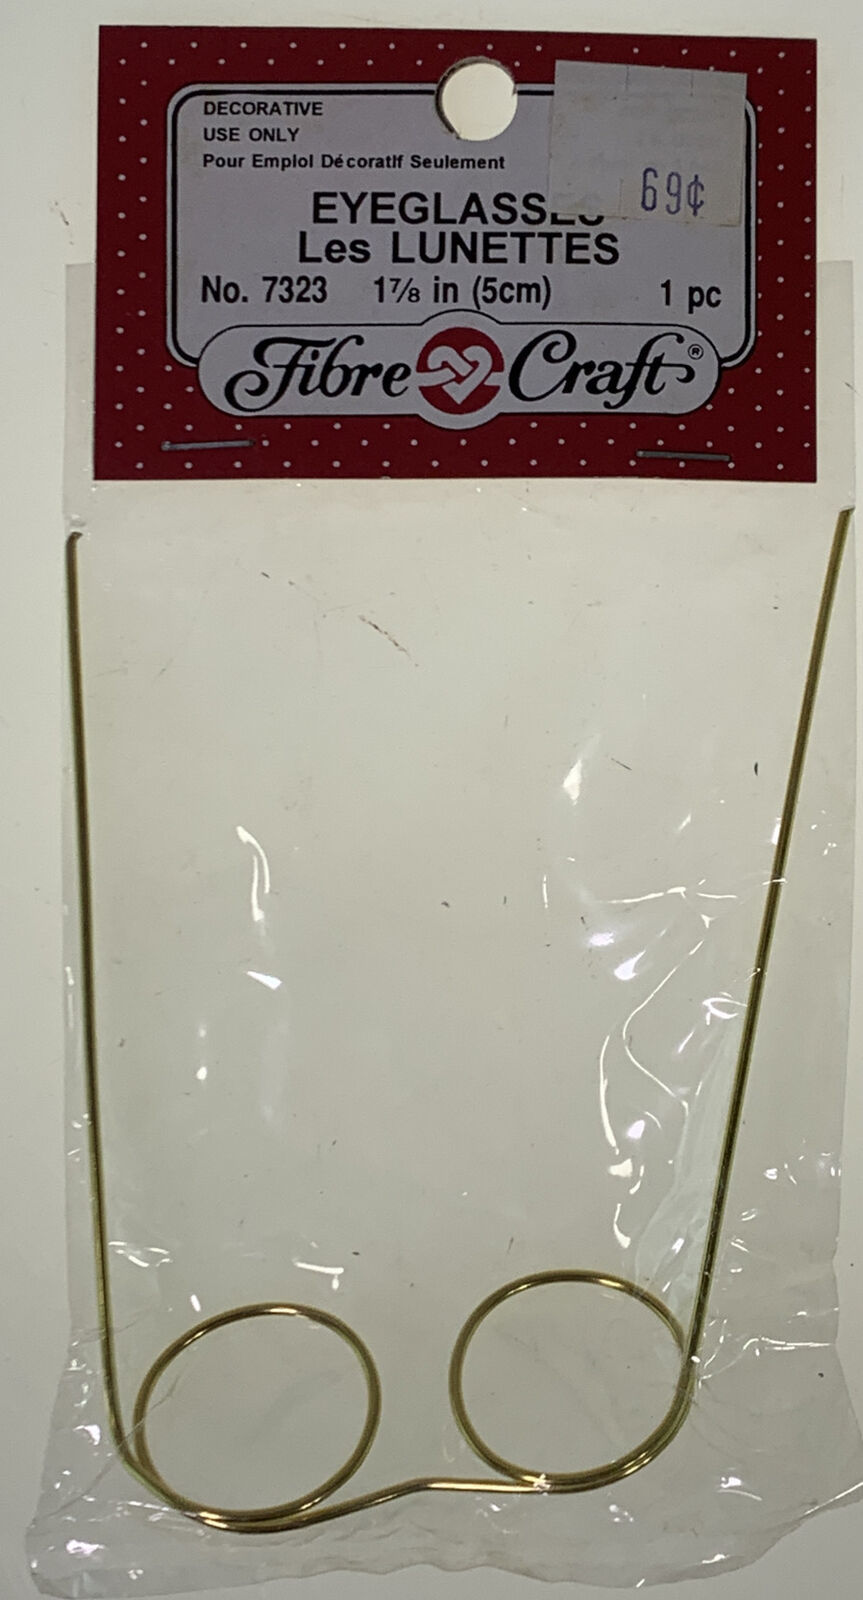 DECORATIVE
USE ONLY
Pour Emploi Décoratif Seulement
69¢
EYEGLASSES
Les LUNETTES
No. 7323 1⅞ in (5cm) 1 pc
Fibre Craft®